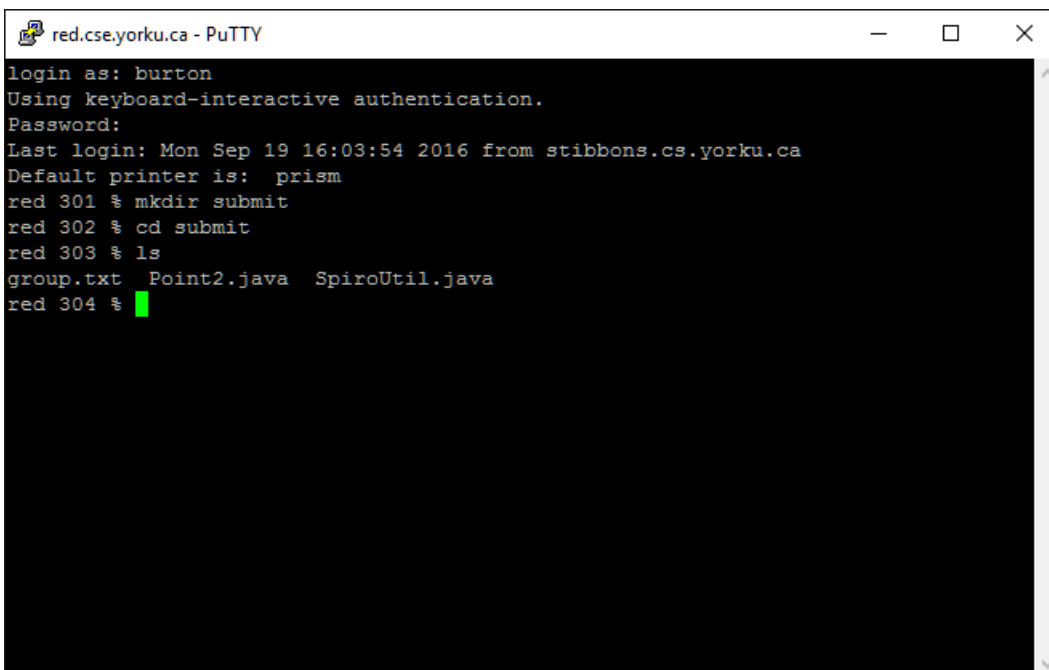 red.cse.yorku.ca - PuTTY
login as: burton
Using keyboard-interactive authentication.
Password:
Last login: Mon Sep 19 16:03:54 2016 from stibbons.cs.yorku.ca
Default printer is:  prism
red 301 % mkdir submit
red 302 % cd submit
red 303 % ls
group.txt  Point2.java  SpiroUtil.java
red 304 %